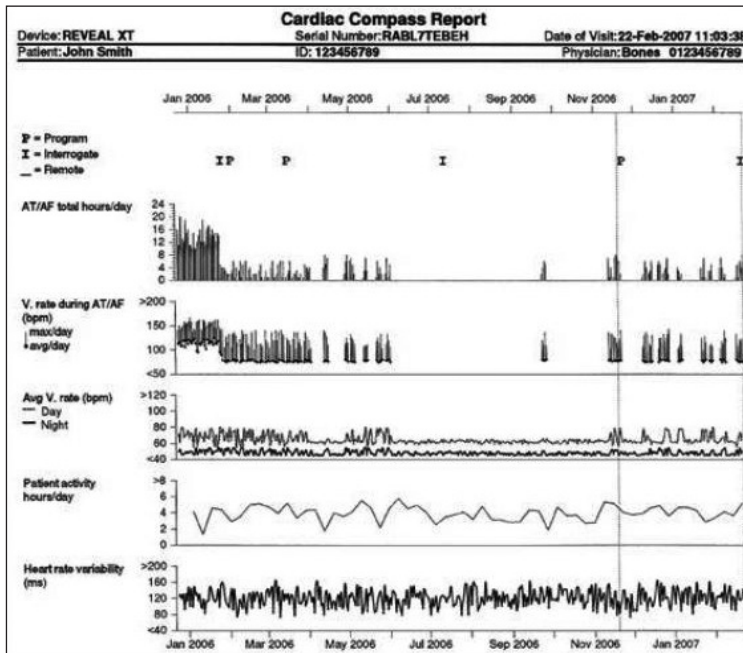 Cardiac Compass Report
Device: REVEAL XT Serial Number: RABL7TEBEH Date of Visit: 22-Feb-2007 11:03:38
Patient: John Smith ID: 123456789 Physician: Bones 0123456789
Jan 2006 Mar 2006 May 2006 Jul 2006 Sep 2006 Nov 2006 Jan 2007
P = Program
I = Interrogate
_ = Remote
I P P I P I
AT/AF total hours/day
24
20
16
12
8
4
0
V. rate during AT/AF
(bpm)
max/day
avg/day
>200
150
100
<50
Avg V. rate (bpm)
Day
Night
>120
100
80
60
<40
Patient activity
hours/day
>8
6
4
2
0
Heart rate variability
(ms)
>200
160
120
80
<40
Jan 2006 Mar 2006 May 2006 Jul 2006 Sep 2006 Nov 2006 Jan 2007